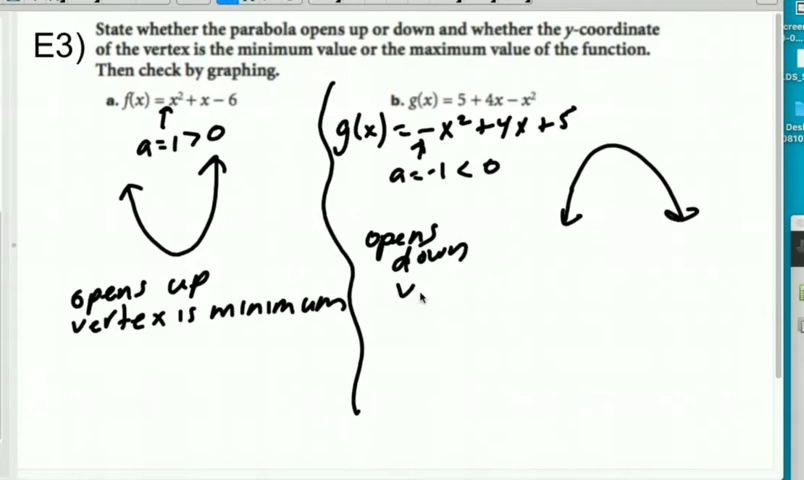 E3) State whether the parabola opens up or down and whether the y-coordinate
of the vertex is the minimum value or the maximum value of the function.
Then check by graphing.
a. f(x) = x² + x − 6
a=1>0
opens up
vertex is minimum
b. g(x) = 5 + 4x − x²
g(x)=-x²+4x+5
a=-1<0
opens
down
v